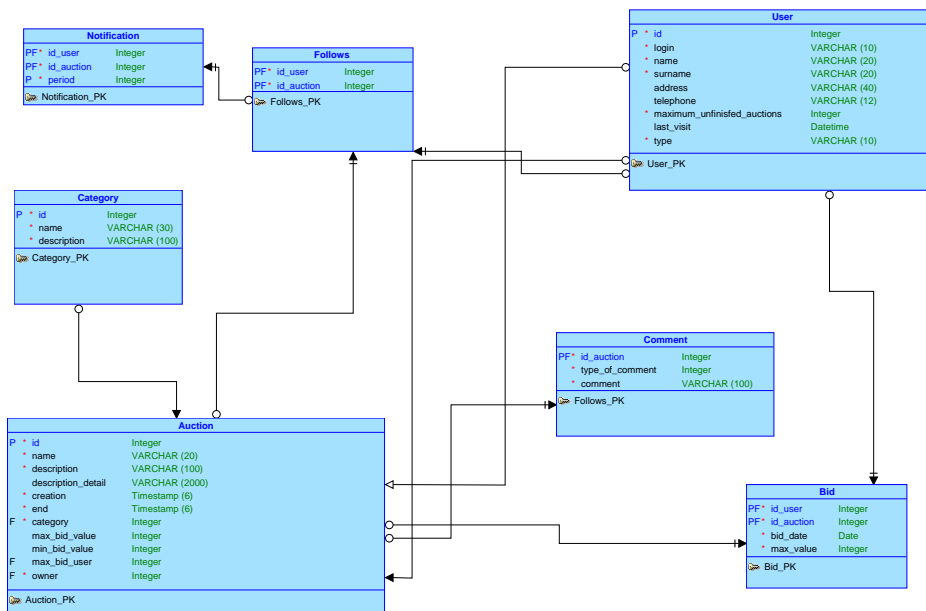 Notification
PF* id_user Integer
PF* id_auction Integer
P * period Integer
Notification_PK
Follows
PF* id_user Integer
PF* id_auction Integer
Follows_PK
User
P * id Integer
* login VARCHAR (10)
* name VARCHAR (20)
* surname VARCHAR (20)
address VARCHAR (40)
telephone VARCHAR (12)
* maximum_unfinisfed_auctions Integer
last_visit Datetime
* type VARCHAR (10)
User_PK
Category
P * id Integer
* name VARCHAR (30)
* description VARCHAR (100)
Category_PK
Comment
PF* id_auction Integer
* type_of_comment Integer
* comment VARCHAR (100)
Follows_PK
Auction
P * id Integer
* name VARCHAR (20)
* description VARCHAR (100)
description_detail VARCHAR (2000)
* creation Timestamp (6)
* end Timestamp (6)
F * category Integer
max_bid_value Integer
min_bid_value Integer
F max_bid_user Integer
F * owner Integer
Auction_PK
Bid
PF* id_user Integer
PF* id_auction Integer
* bid_date Date
* max_value Integer
Bid_PK